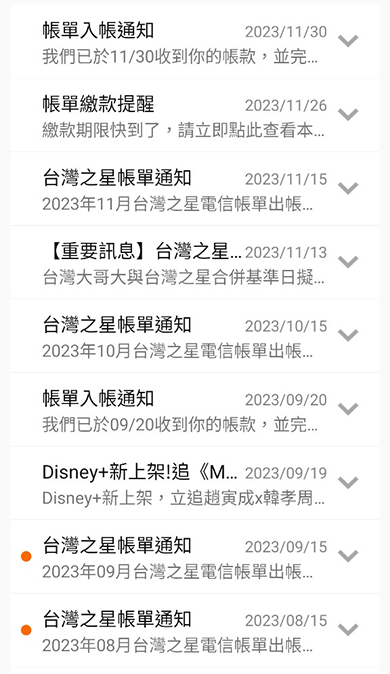 帳單入帳通知 2023/11/30
我們已於11/30收到你的帳款，並完...
帳單繳款提醒 2023/11/26
繳款期限快到了，請立即點此查看本...
台灣之星帳單通知 2023/11/15
2023年11月台灣之星電信帳單出帳...
【重要訊息】台灣之星... 2023/11/13
台灣大哥大與台灣之星合併基準日擬...
台灣之星帳單通知 2023/10/15
2023年10月台灣之星電信帳單出帳...
帳單入帳通知 2023/09/20
我們已於09/20收到你的帳款，並完...
Disney+新上架!追《M... 2023/09/19
Disney+新上架，立追趙寅成x韓孝周...
台灣之星帳單通知 2023/09/15
2023年09月台灣之星電信帳單出帳...
台灣之星帳單通知 2023/08/15
2023年08月台灣之星電信帳單出帳...